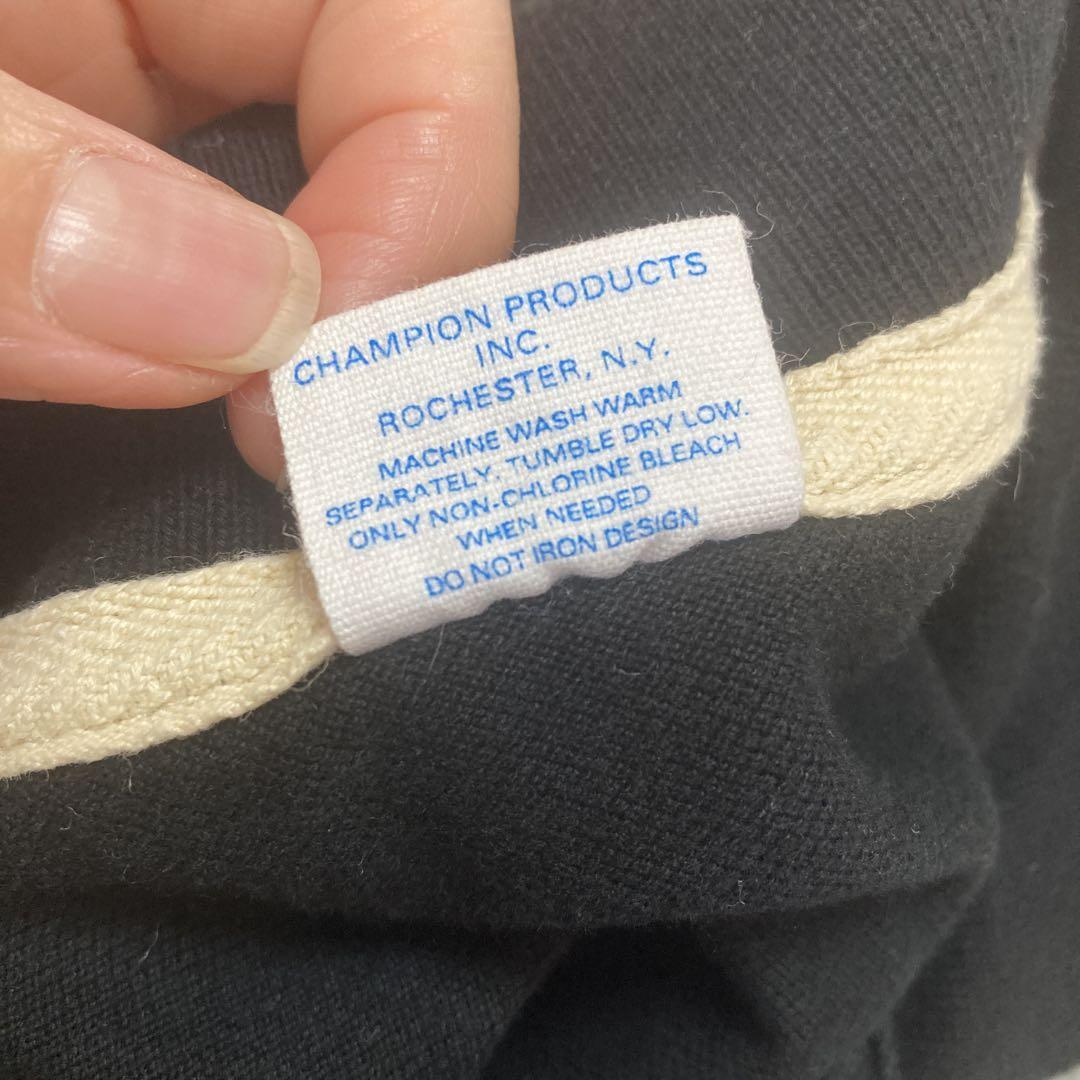 CHAMPION PRODUCTS
INC.
ROCHESTER, N.Y.
MACHINE WASH WARM
SEPARATELY, TUMBLE DRY LOW.
ONLY NON-CHLORINE BLEACH
WHEN NEEDED
DO NOT IRON DESIGN